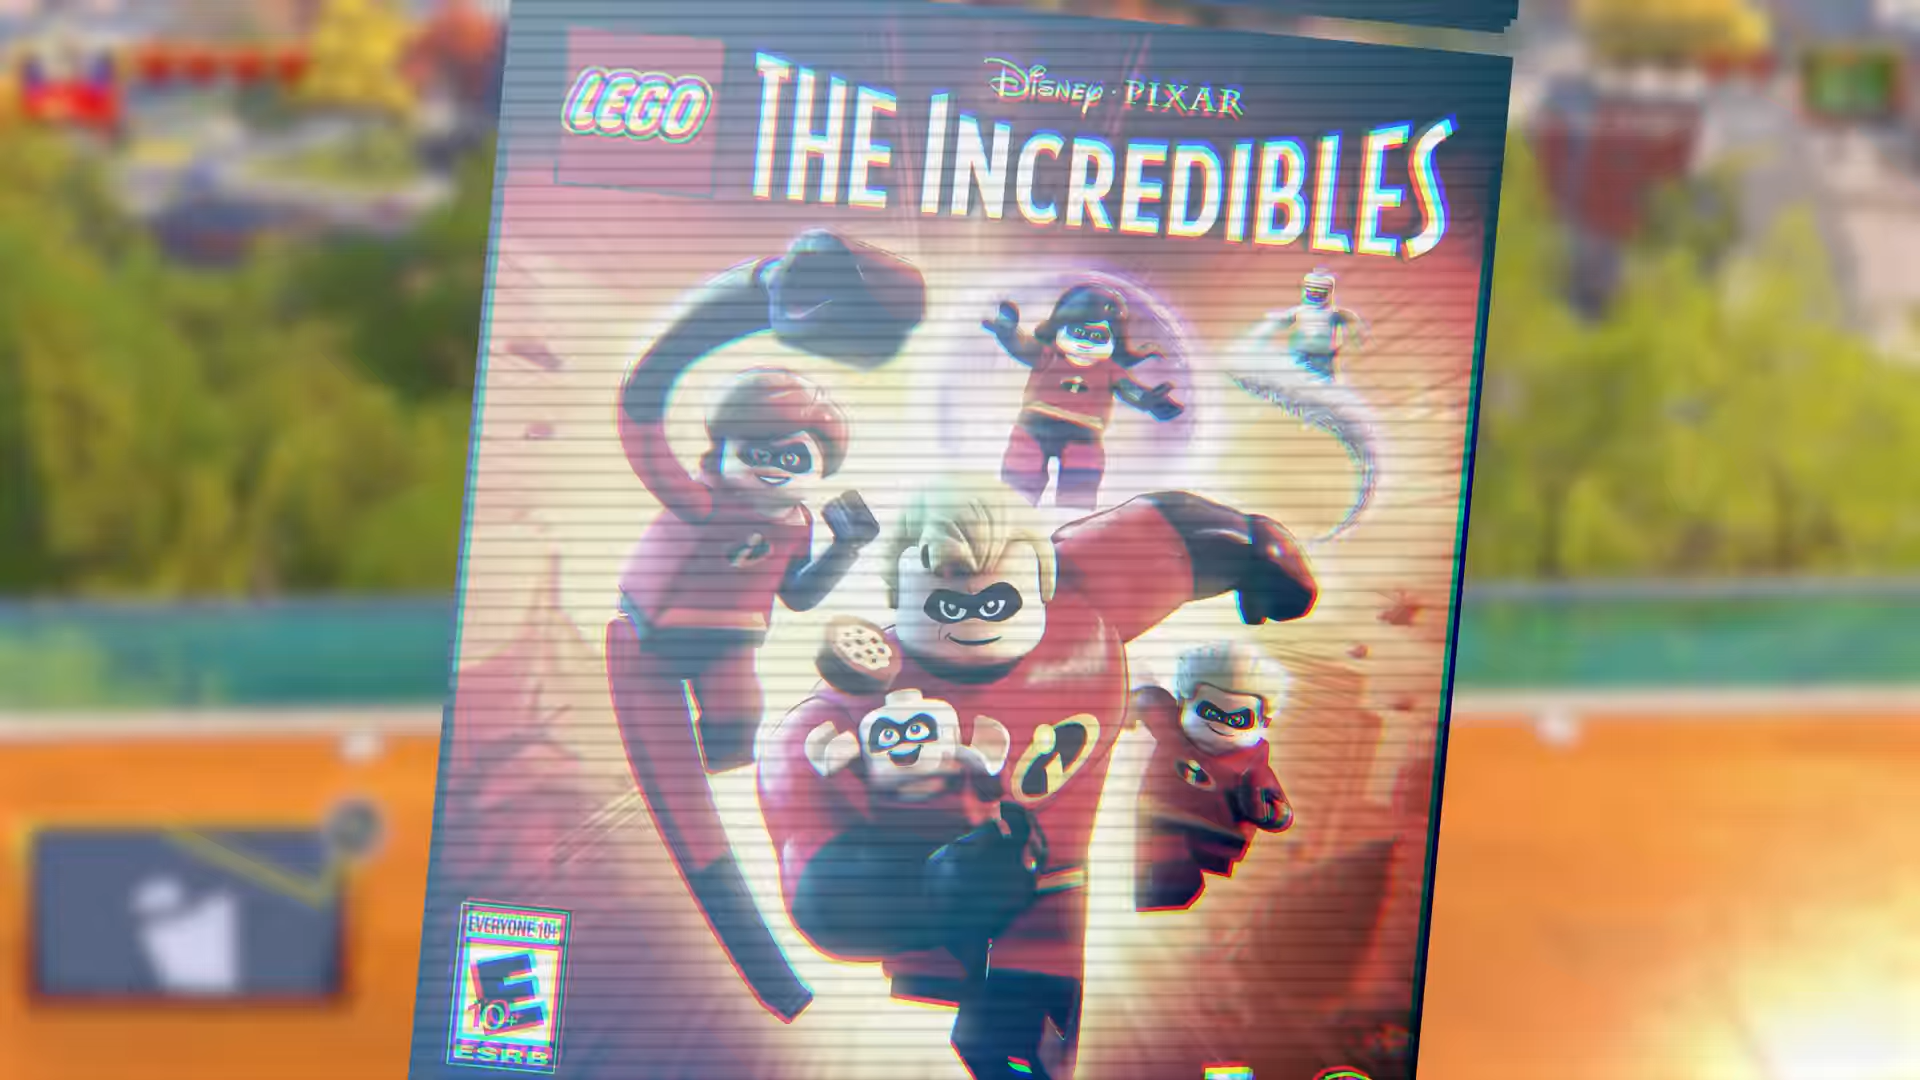 LEGO
DISNEY · PIXAR
THE INCREDIBLES
EVERYONE 10+
E
10+
ESRB